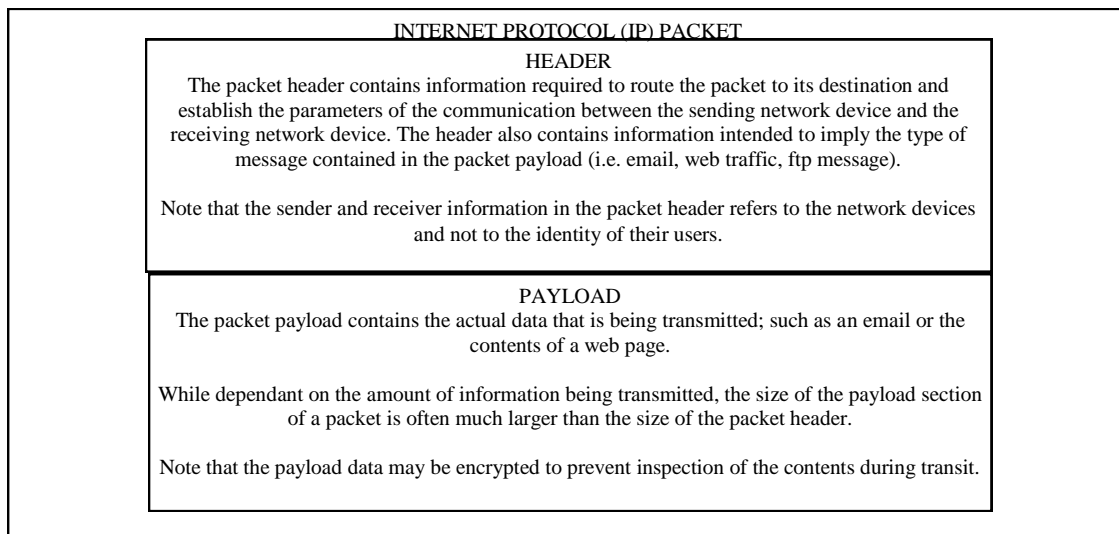 INTERNET PROTOCOL (IP) PACKET
HEADER
The packet header contains information required to route the packet to its destination and
establish the parameters of the communication between the sending network device and the
receiving network device. The header also contains information intended to imply the type of
message contained in the packet payload (i.e. email, web traffic, ftp message).
Note that the sender and receiver information in the packet header refers to the network devices
and not to the identity of their users.
PAYLOAD
The packet payload contains the actual data that is being transmitted; such as an email or the
contents of a web page.
While dependant on the amount of information being transmitted, the size of the payload section
of a packet is often much larger than the size of the packet header.
Note that the payload data may be encrypted to prevent inspection of the contents during transit.